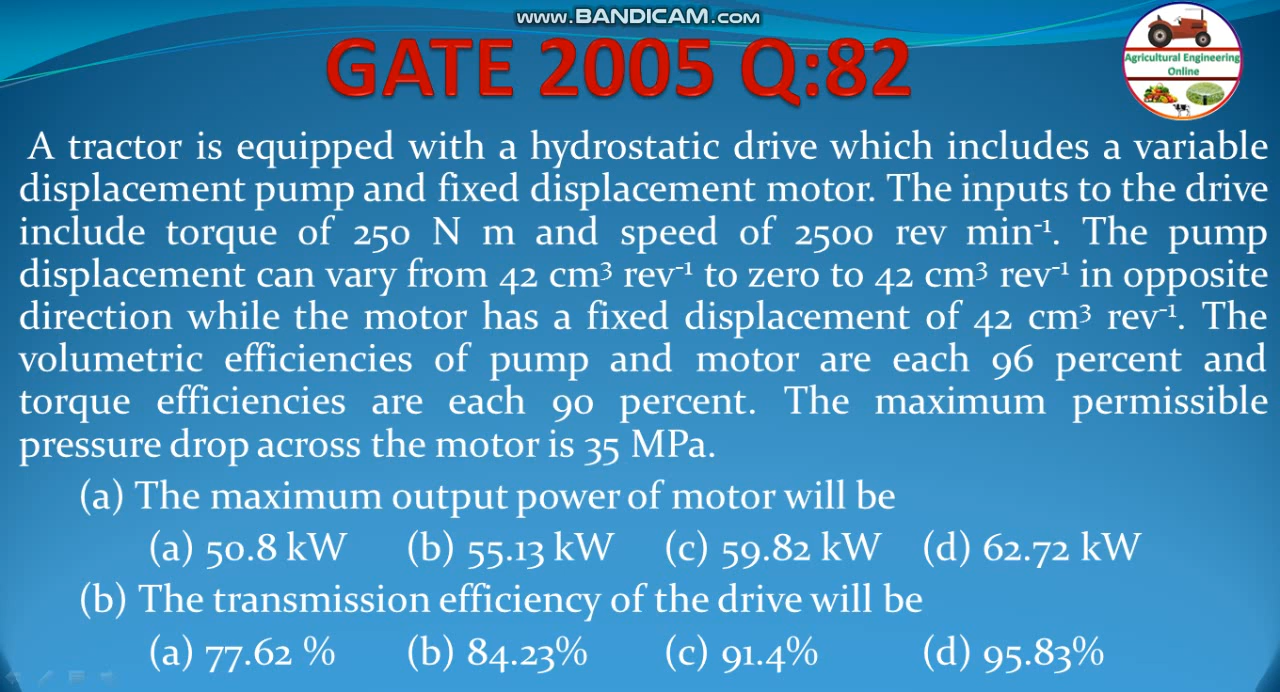 www.BANDICAM.com
GATE 2005 Q:82
Agricultural Engineering
Online
A tractor is equipped with a hydrostatic drive which includes a variable
displacement pump and fixed displacement motor. The inputs to the drive
include torque of 250 N m and speed of 2500 rev min⁻¹. The pump
displacement can vary from 42 cm³ rev⁻¹ to zero to 42 cm³ rev⁻¹ in opposite
direction while the motor has a fixed displacement of 42 cm³ rev⁻¹. The
volumetric efficiencies of pump and motor are each 96 percent and
torque efficiencies are each 90 percent. The maximum permissible
pressure drop across the motor is 35 MPa.
(a) The maximum output power of motor will be
(a) 50.8 kW (b) 55.13 kW (c) 59.82 kW (d) 62.72 kW
(b) The transmission efficiency of the drive will be
(a) 77.62 % (b) 84.23% (c) 91.4% (d) 95.83%